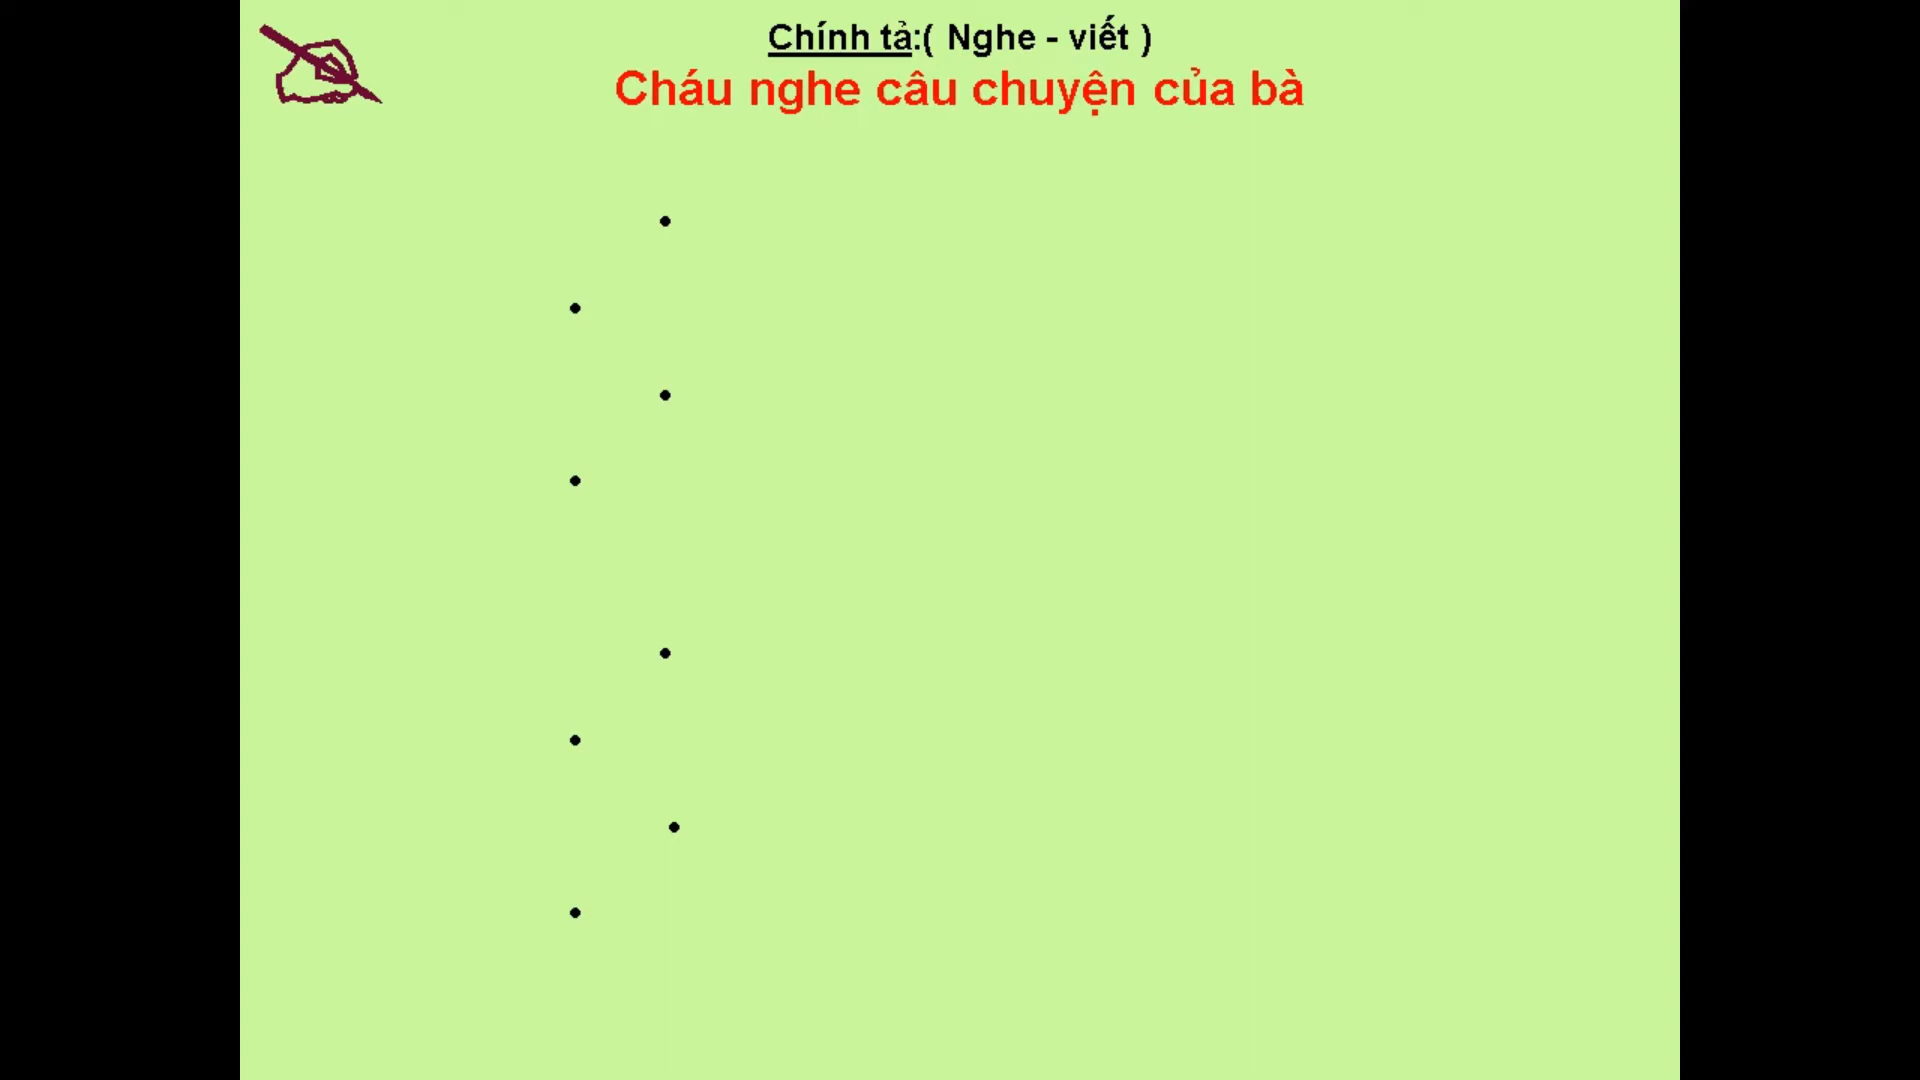 Chính tả:( Nghe - viết )
Cháu nghe câu chuyện của bà